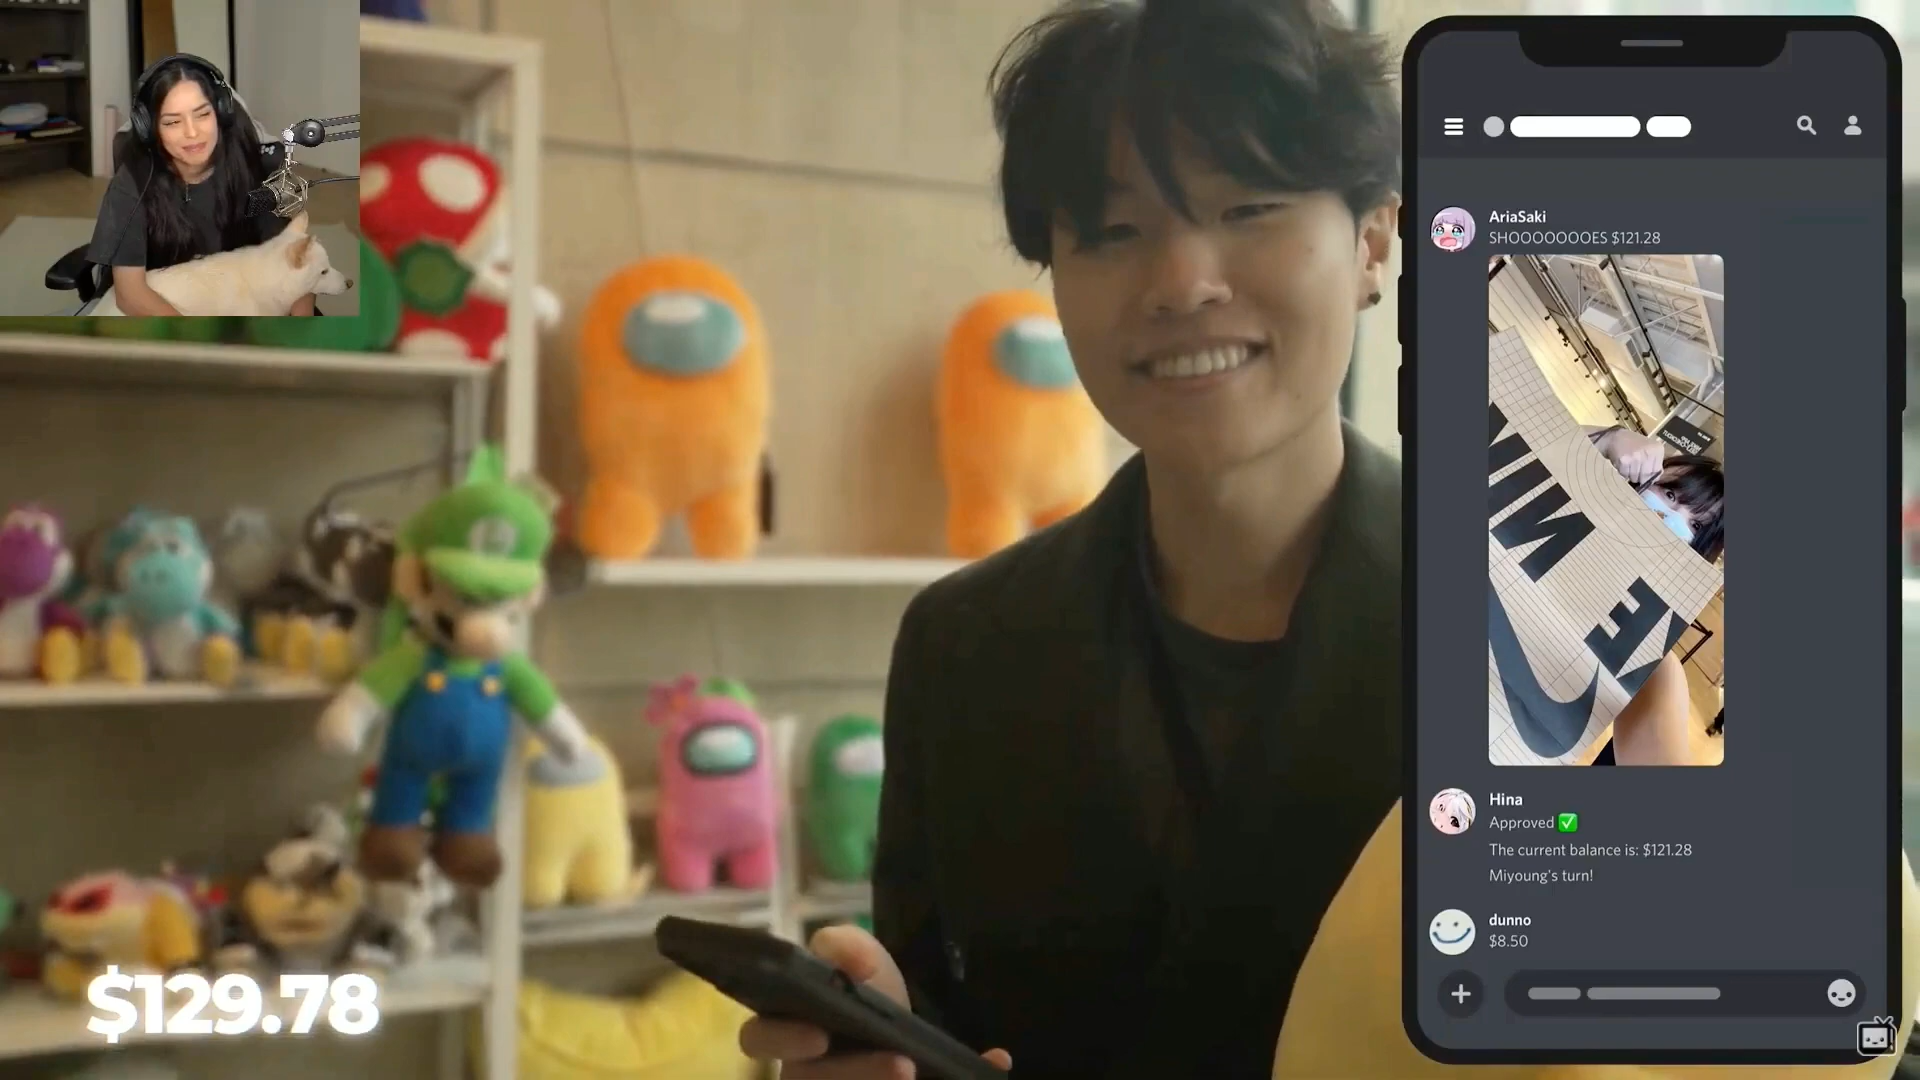 AriaSaki
SHOOOOOOOES $121.28
NIKE
Hina
Approved ✅
The current balance is: $121.28
Miyoung's turn!
dunno
$8.50
$129.78